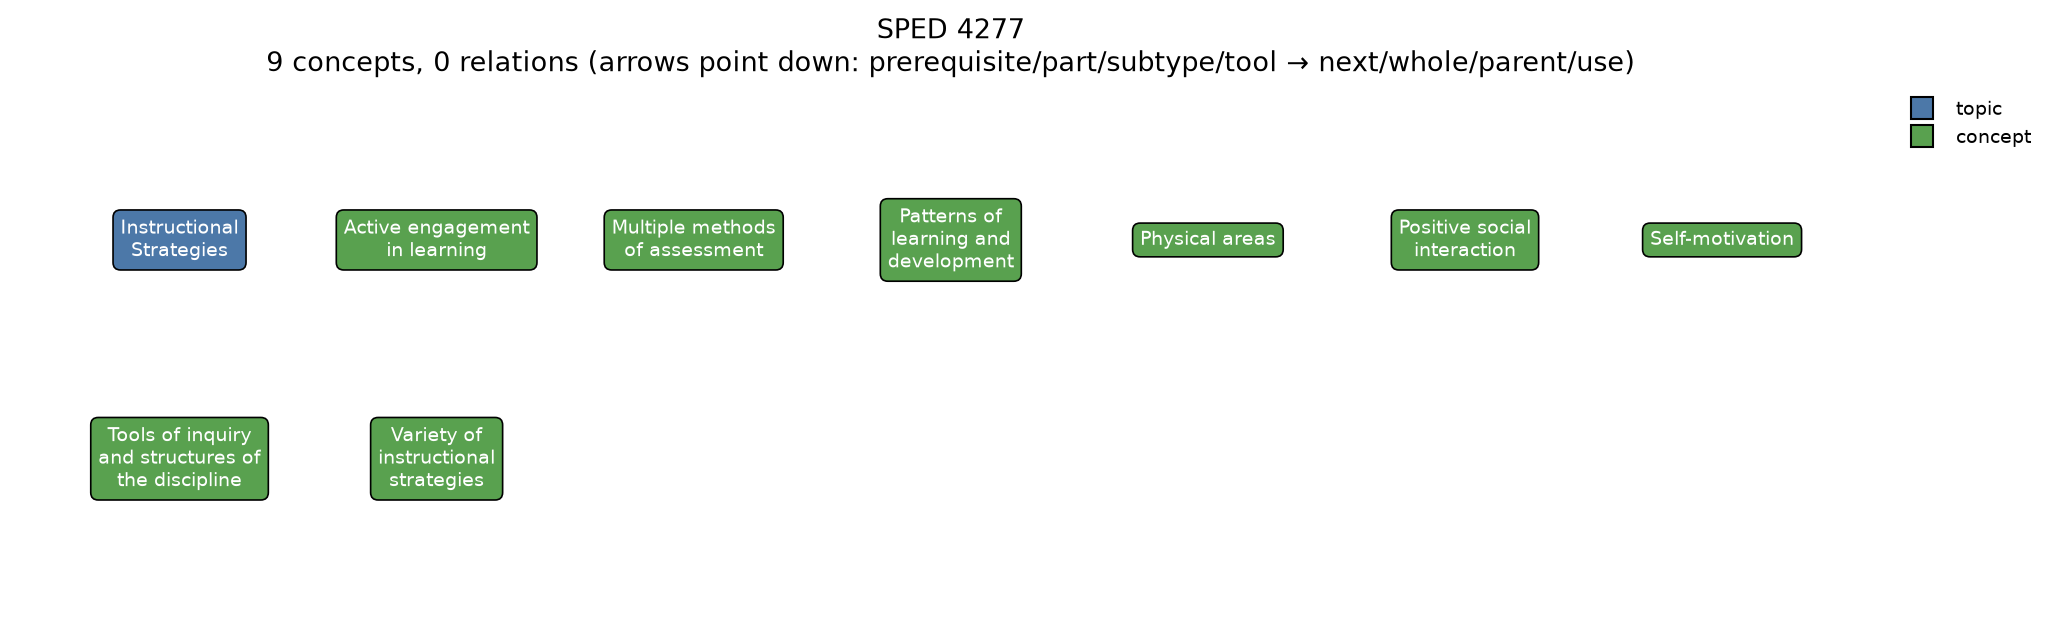 SPED 4277
9 concepts, 0 relations (arrows point down: prerequisite/part/subtype/tool → next/whole/parent/use)
topic
concept
Instructional
Strategies
Active engagement
in learning
Multiple methods
of assessment
Patterns of
learning and
development
Physical areas
Positive social
interaction
Self-motivation
Tools of inquiry
and structures of
the discipline
Variety of
instructional
strategies